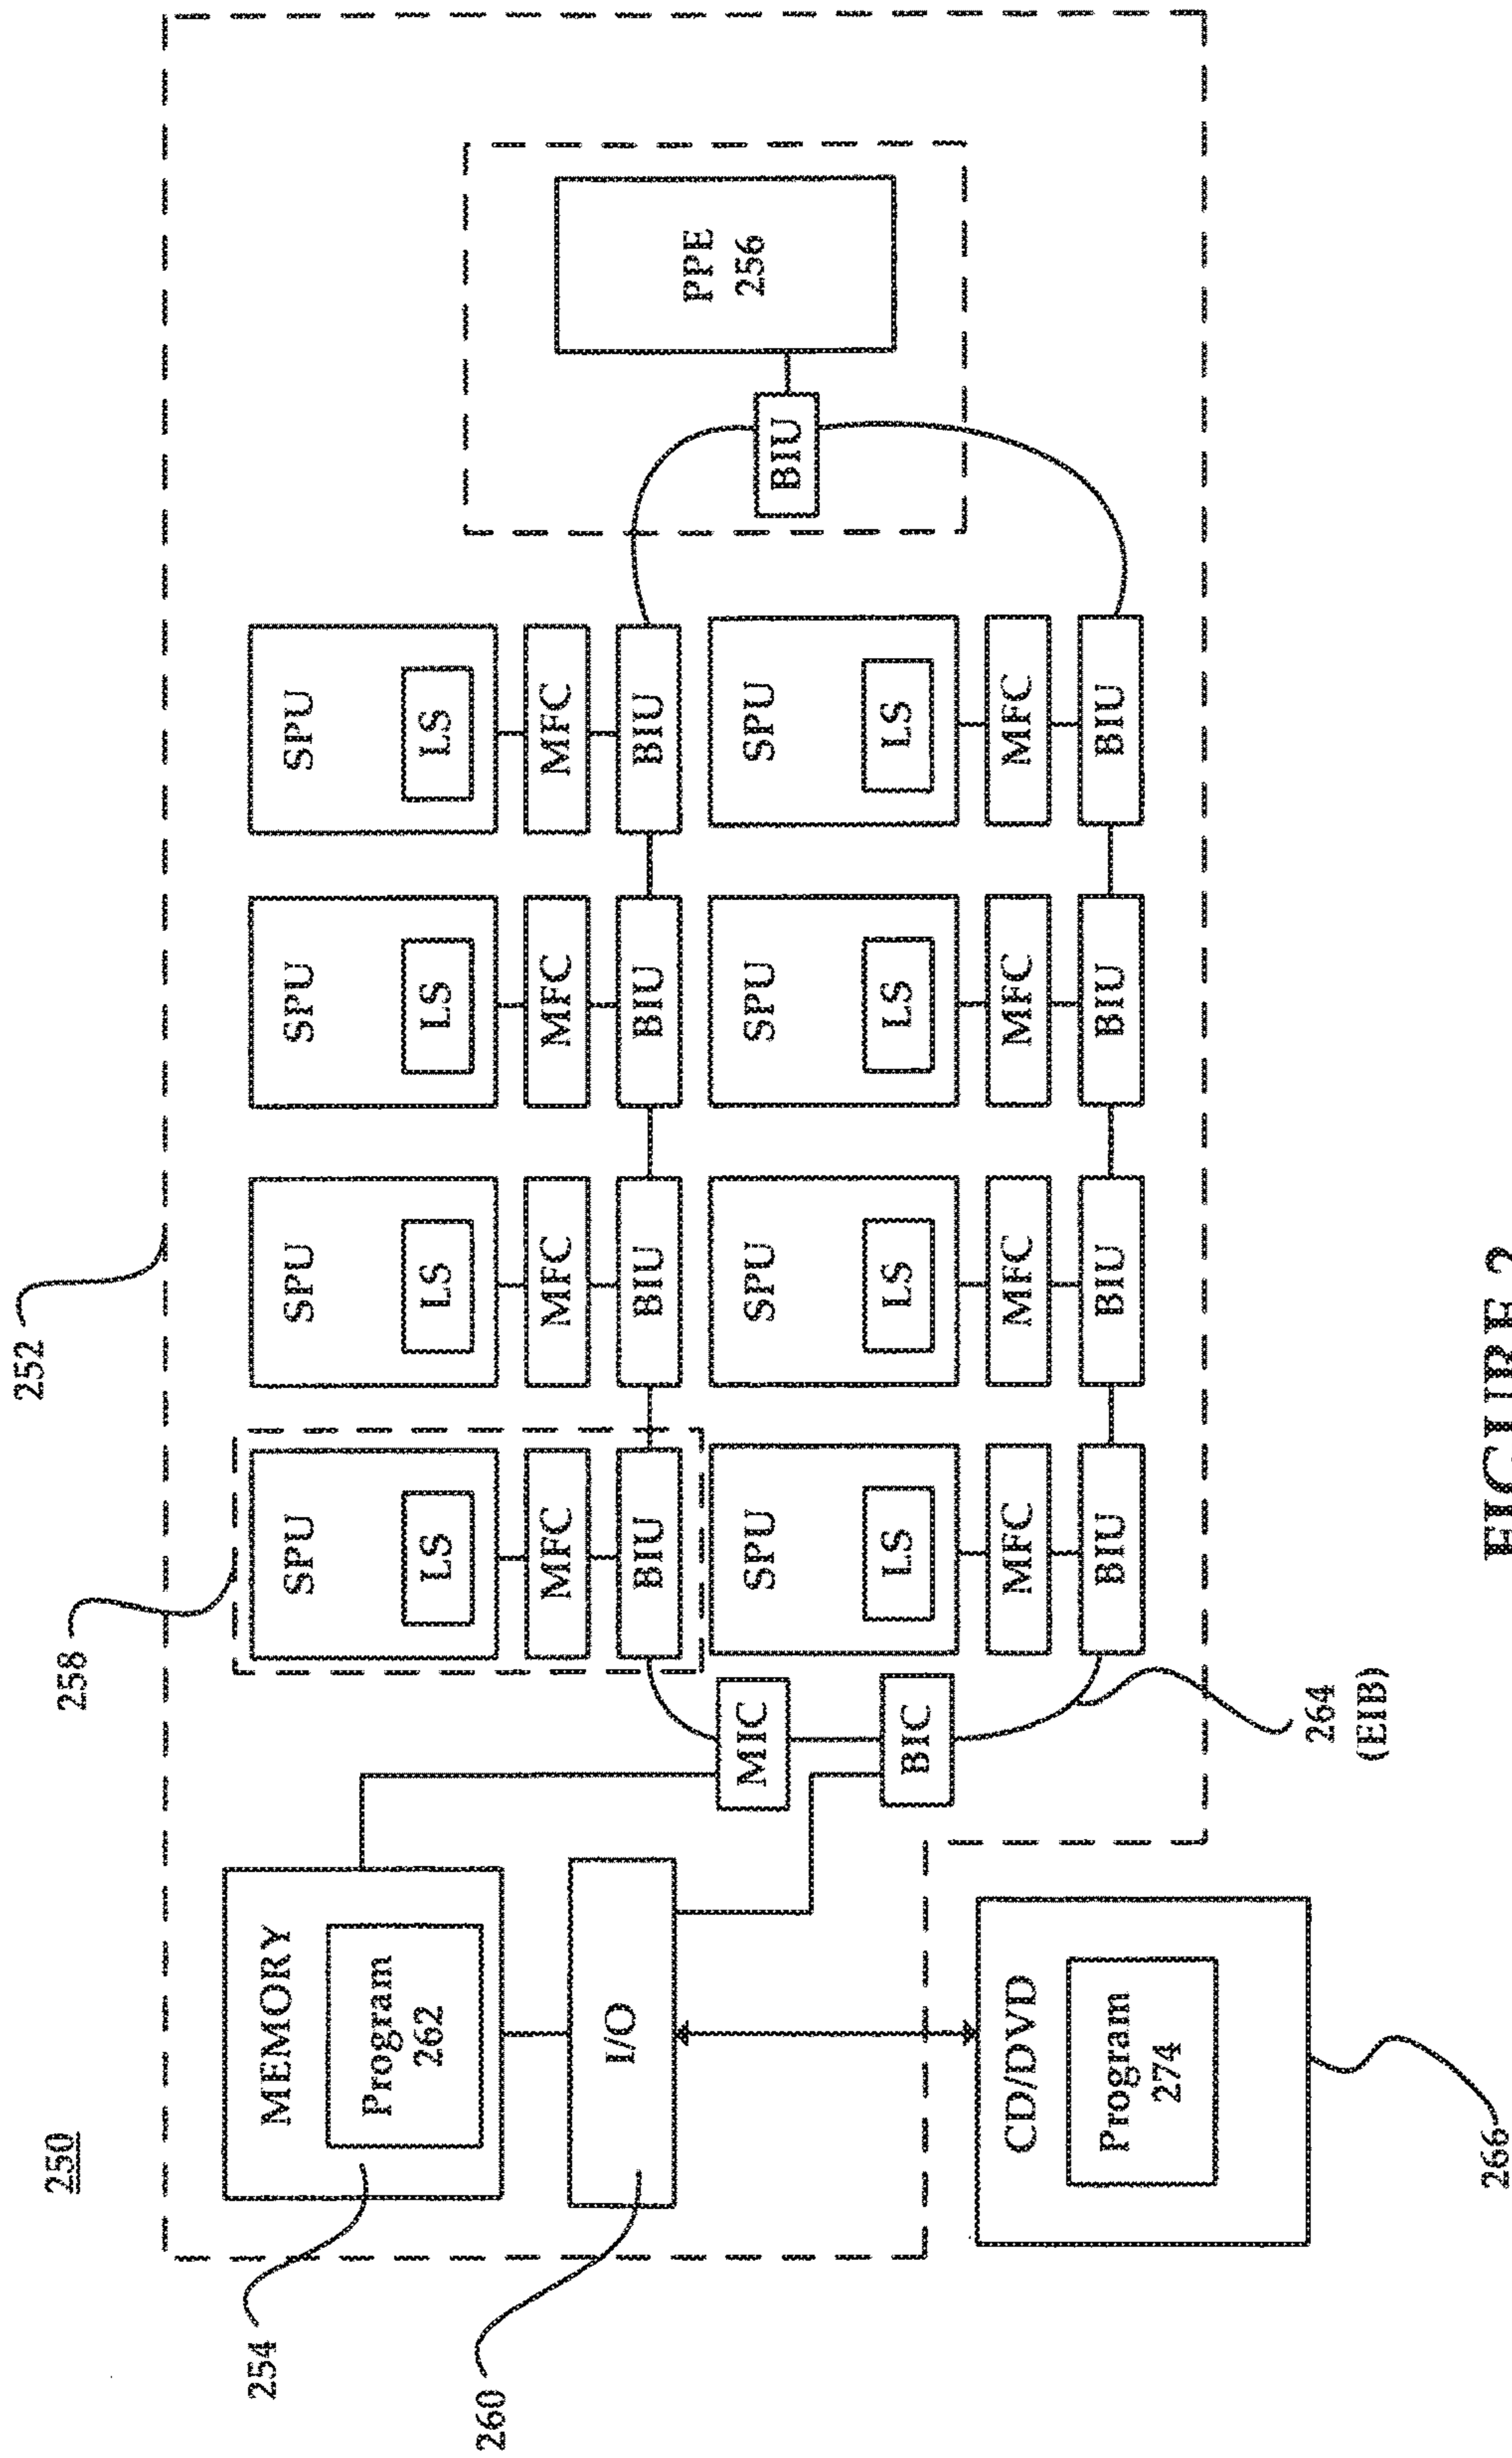 250
252
258
254
260
MEMORY
Program
262
I/O
CD/DVD
Program
274
266
MIC
BIC
264
(EIB)
SPU
LS
MFC
BIU
SPU
LS
MFC
BIU
SPU
LS
MFC
BIU
SPU
LS
MFC
BIU
SPU
LS
MFC
BIU
SPU
LS
MFC
BIU
SPU
LS
MFC
BIU
SPU
LS
MFC
BIU
BIU
PPE
256
FIGURE 2